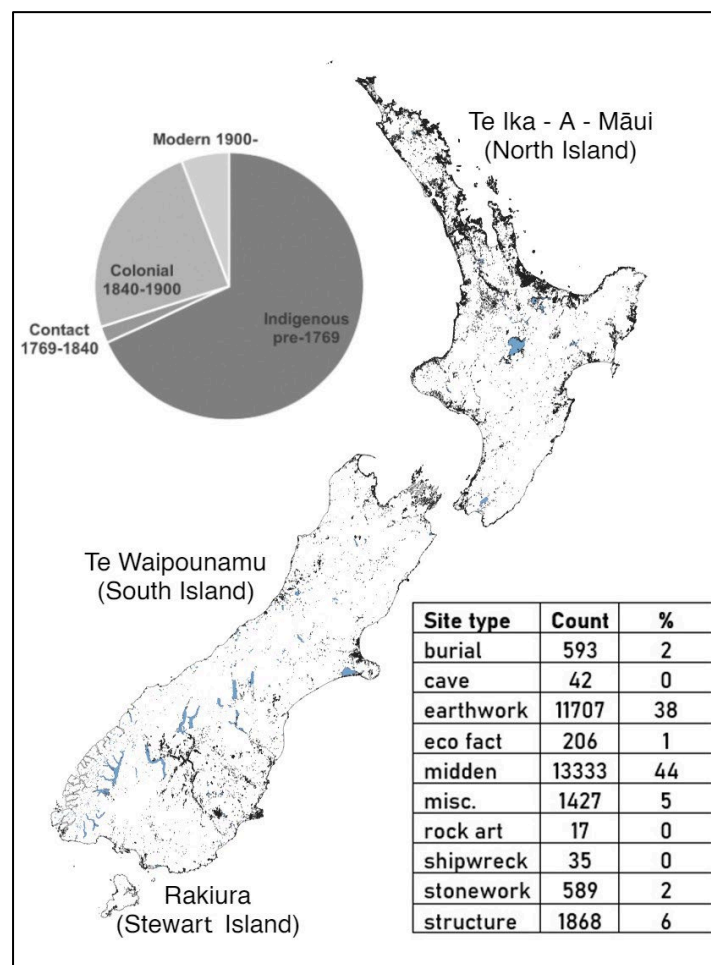 Te Ika - A - Māui
(North Island)
Modern 1900-
Colonial
1840-1900
Contact
1769-1840
Indigenous
pre-1769
Te Waipounamu
(South Island)
Rakiura
(Stewart Island)
Site type Count %
burial 593 2
cave 42 0
earthwork 11707 38
eco fact 206 1
midden 13333 44
misc. 1427 5
rock art 17 0
shipwreck 35 0
stonework 589 2
structure 1868 6